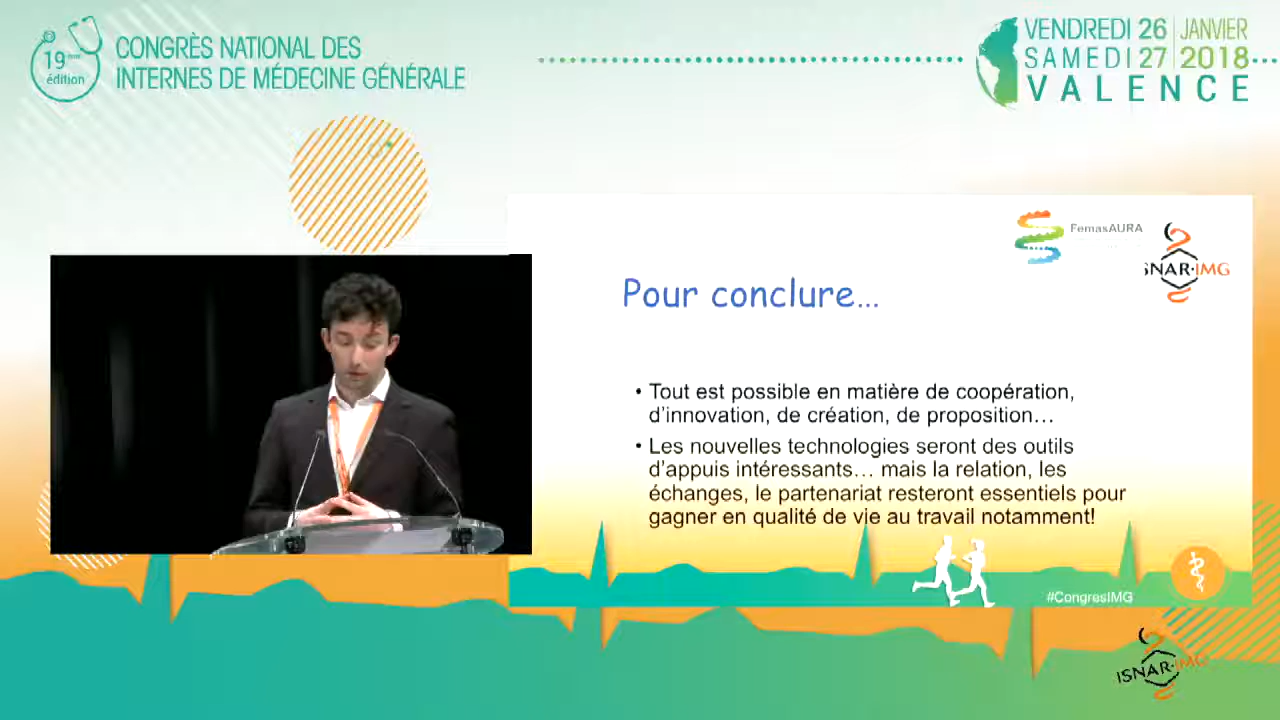 19ème
édition
CONGRÈS NATIONAL DES
INTERNES DE MÉDECINE GÉNÉRALE
VENDREDI 26 JANVIER
SAMEDI 27 2018
VALENCE
FemasAURA
SNAR-IMG
Pour conclure...
• Tout est possible en matière de coopération,
d'innovation, de création, de proposition...
• Les nouvelles technologies seront des outils
d'appuis intéressants... mais la relation, les
échanges, le partenariat resteront essentiels pour
gagner en qualité de vie au travail notamment!
#CongresIMG
ISNAR-IMG